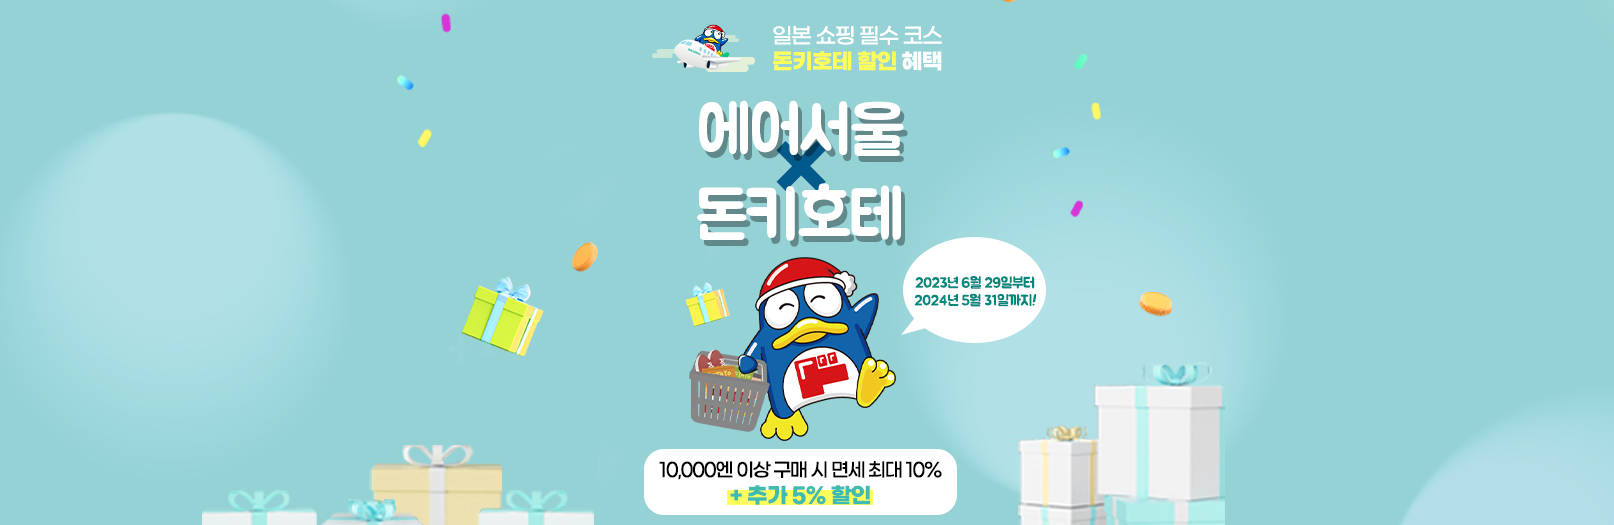 일본 쇼핑 필수 코스
돈키호테 할인 혜택
에어서울
×
돈키호테
2023년 6월 29일부터
2024년 5월 31일까지!
10,000엔 이상 구매 시 면세 최대 10%
+ 추가 5% 할인